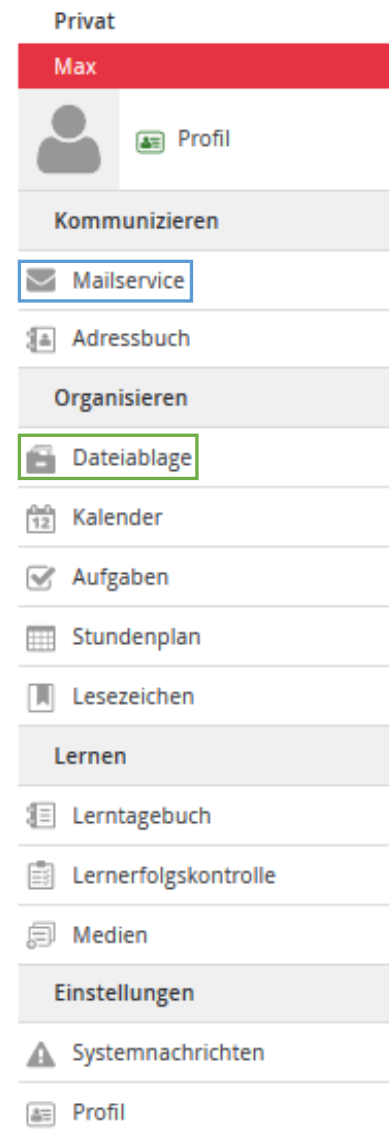 Privat
Max
Profil
Kommunizieren
Mailservice
Adressbuch
Organisieren
Dateiablage
12
Kalender
Aufgaben
Stundenplan
Lesezeichen
Lernen
Lerntagebuch
Lernerfolgskontrolle
Medien
Einstellungen
Systemnachrichten
Profil